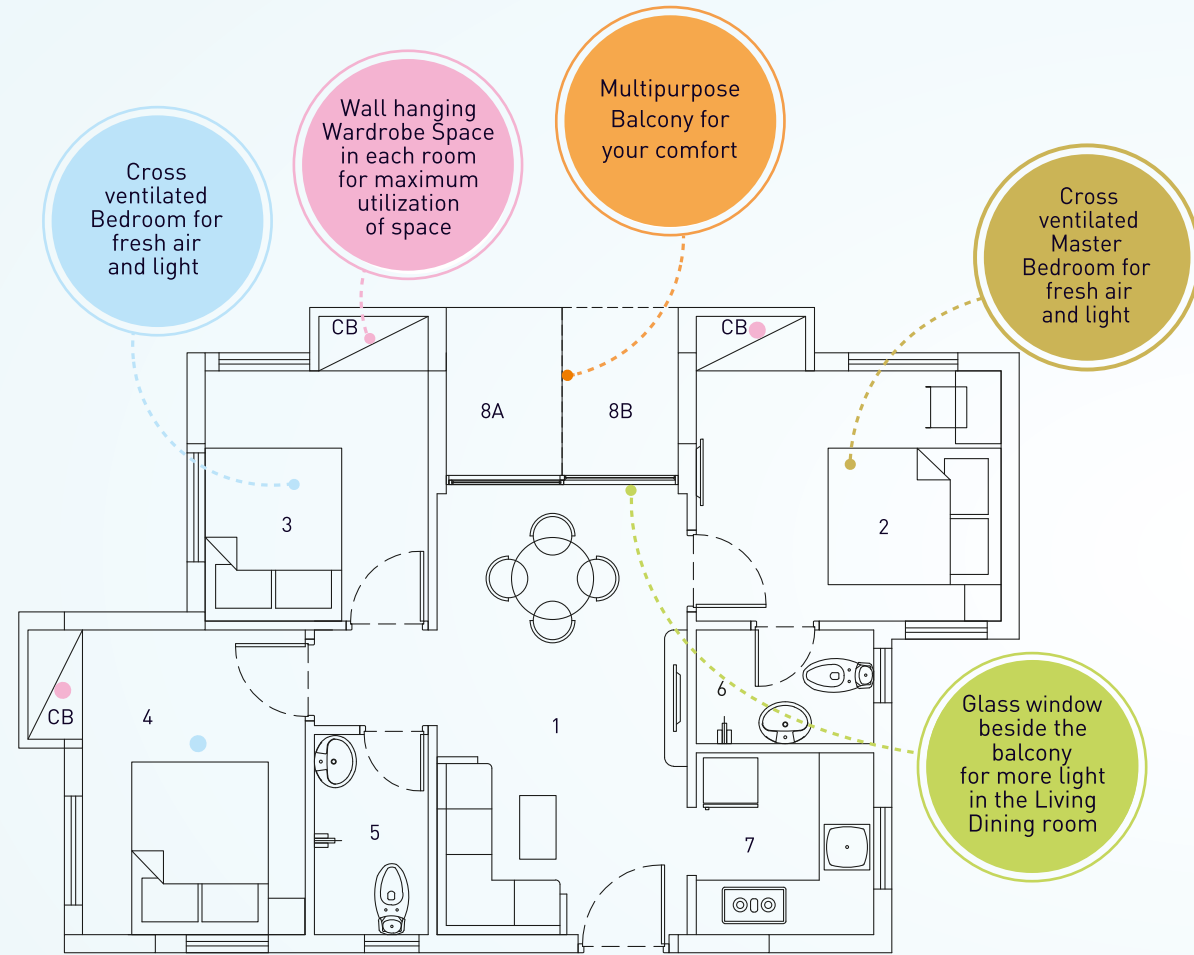 Cross
ventilated
Bedroom for
fresh air
and light
Wall hanging
Wardrobe Space
in each room
for maximum
utilization
of space
Multipurpose
Balcony for
your comfort
Cross
ventilated
Master
Bedroom for
fresh air
and light
CB
CB
8A
8B
3
2
6
CB
4
1
Glass window
beside the
balcony
for more light
in the Living
Dining room
5
7